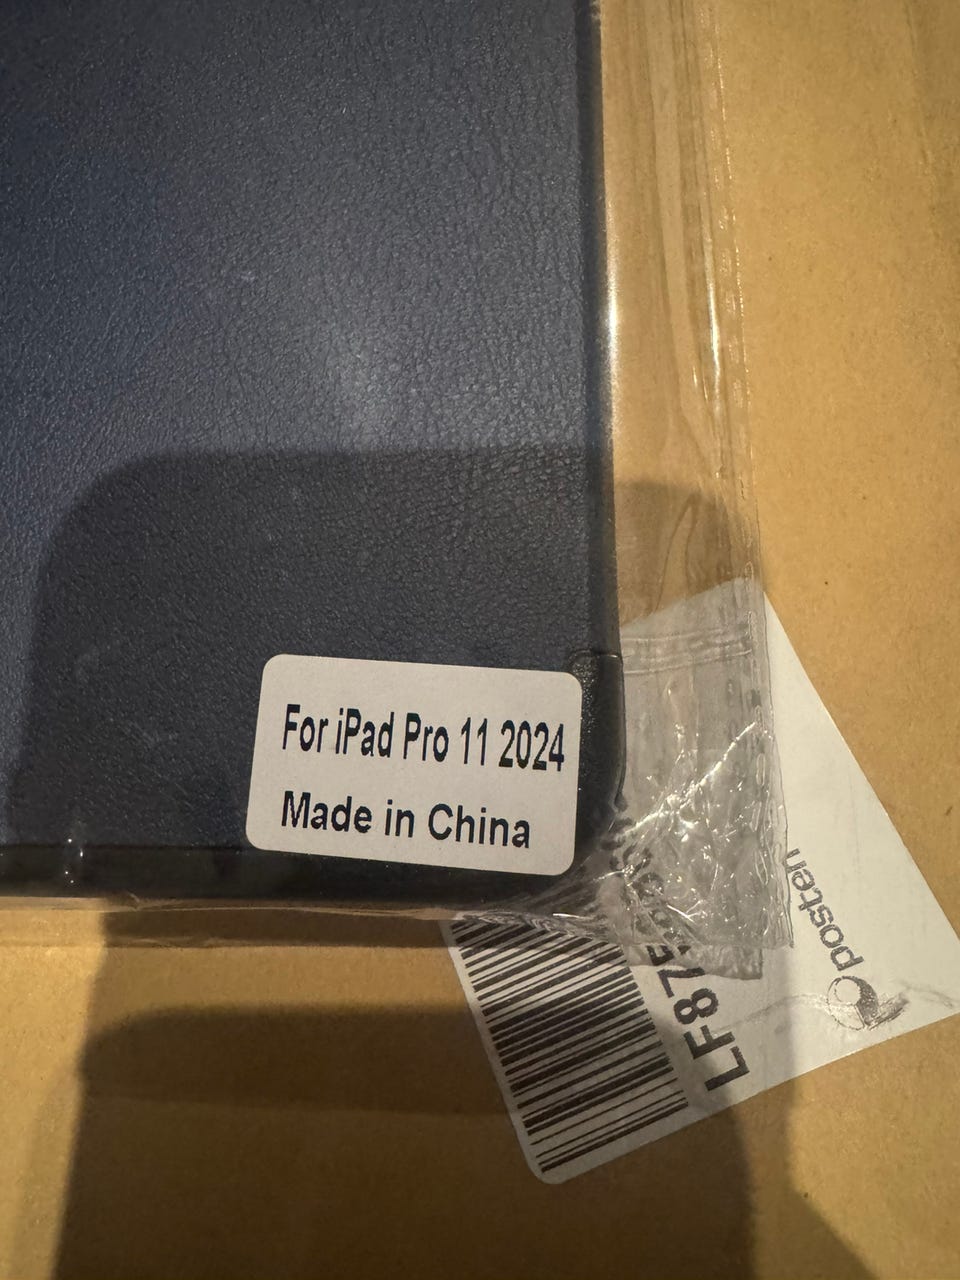 For iPad Pro 11 2024
Made in China
posten